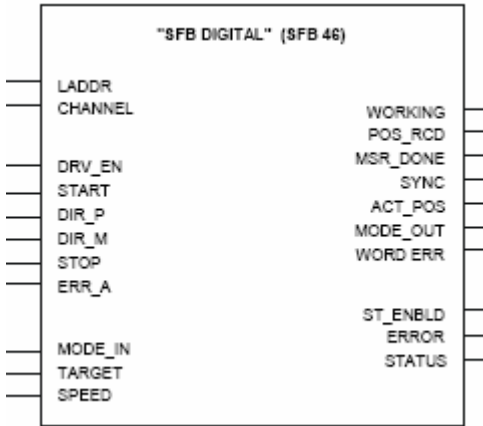 "SFB DIGITAL" (SFB 46)
LADDR
CHANNEL
DRV_EN
START
DIR_P
DIR_M
STOP
ERR_A
MODE_IN
TARGET
SPEED
WORKING
POS_RCD
MSR_DONE
SYNC
ACT_POS
MODE_OUT
WORD ERR
ST_ENBLD
ERROR
STATUS